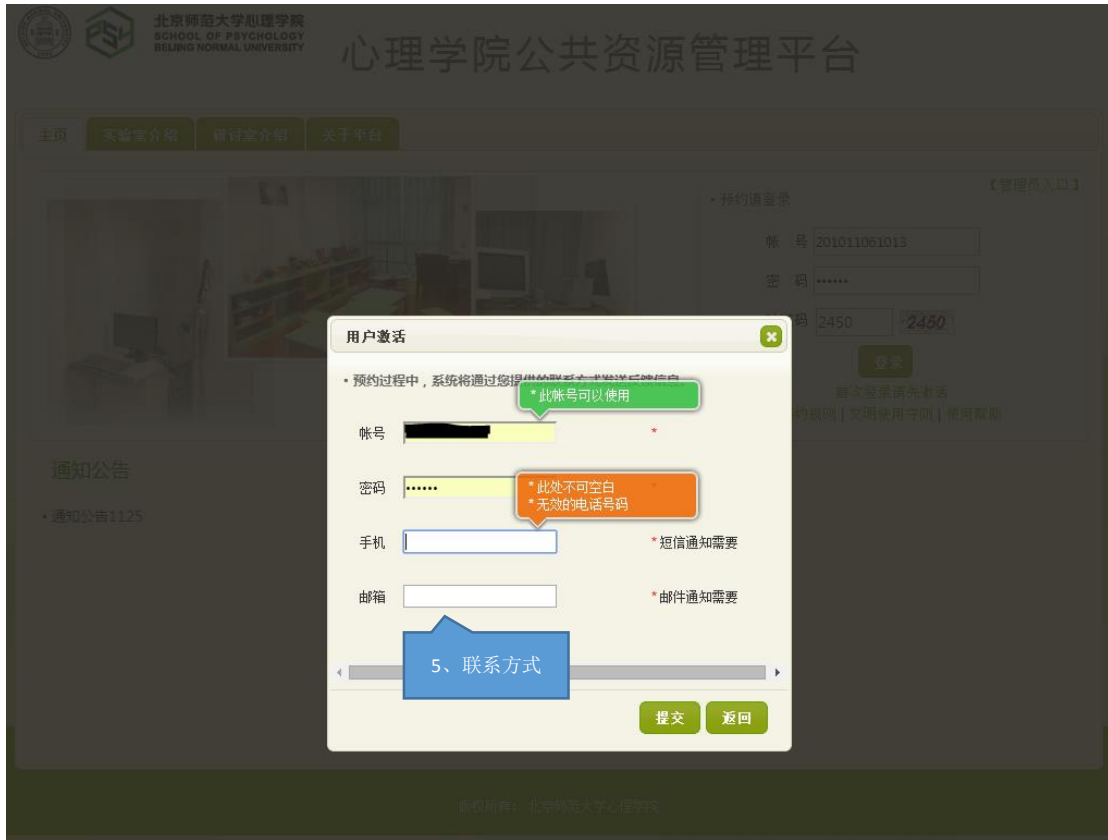 北京师范大学心理学院
SCHOOL OF PSYCHOLOGY
BEIJING NORMAL UNIVERSITY
心理学院公共资源管理平台
主页 实验室介绍 研讨室介绍 关于平台
【管理员入口】
• 预约请登录
帐 号 201011061013
密 码 ••••••
码 2450 2450
登录
首次登录请先激活
约规则 | 文明使用守则 | 使用帮助
用户激活
• 预约过程中，系统将通过您提供的联系方式发送反馈信息。
* 此帐号可以使用
帐号 *
密码 •••••• *
* 此处不可空白
* 无效的电话号码
手机 * 短信通知需要
邮箱 * 邮件通知需要
5、联系方式
提交 返回
通知公告
• 通知公告1125
版权所有： 北京师范大学心理学院